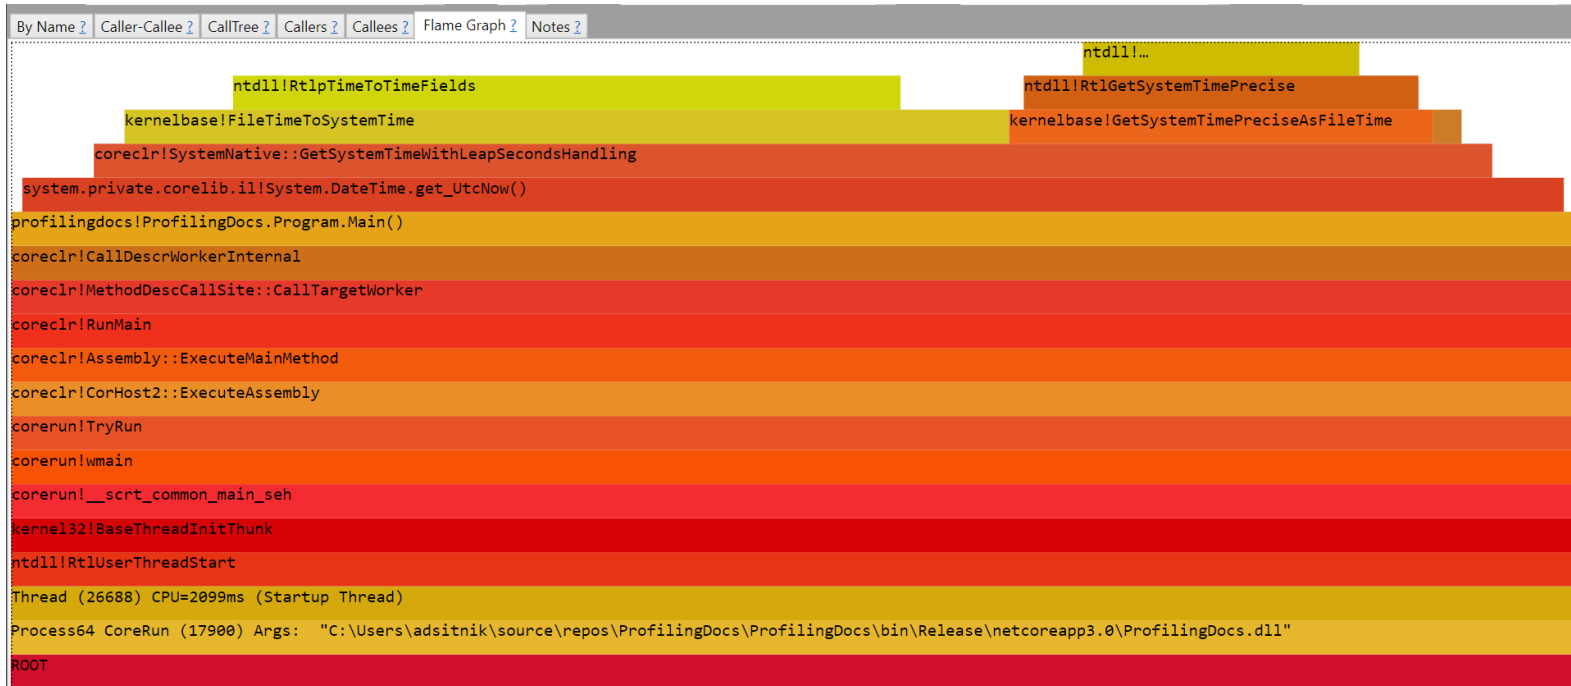 By Name ? Caller-Callee ? CallTree ? Callers ? Callees ? Flame Graph ? Notes ?
ntdll!…
ntdll!RtlpTimeToTimeFields ntdll!RtlGetSystemTimePrecise
kernelbase!FileTimeToSystemTime kernelbase!GetSystemTimePreciseAsFileTime
coreclr!SystemNative::GetSystemTimeWithLeapSecondsHandling
system.private.corelib.il!System.DateTime.get_UtcNow()
profilingdocs!ProfilingDocs.Program.Main()
coreclr!CallDescrWorkerInternal
coreclr!MethodDescCallSite::CallTargetWorker
coreclr!RunMain
coreclr!Assembly::ExecuteMainMethod
coreclr!CorHost2::ExecuteAssembly
corerun!TryRun
corerun!wmain
corerun!__scrt_common_main_seh
kernel32!BaseThreadInitThunk
ntdll!RtlUserThreadStart
Thread (26688) CPU=2099ms (Startup Thread)
Process64 CoreRun (17900) Args:  "C:\Users\adsitnik\source\repos\ProfilingDocs\ProfilingDocs\bin\Release\netcoreapp3.0\ProfilingDocs.dll"
ROOT